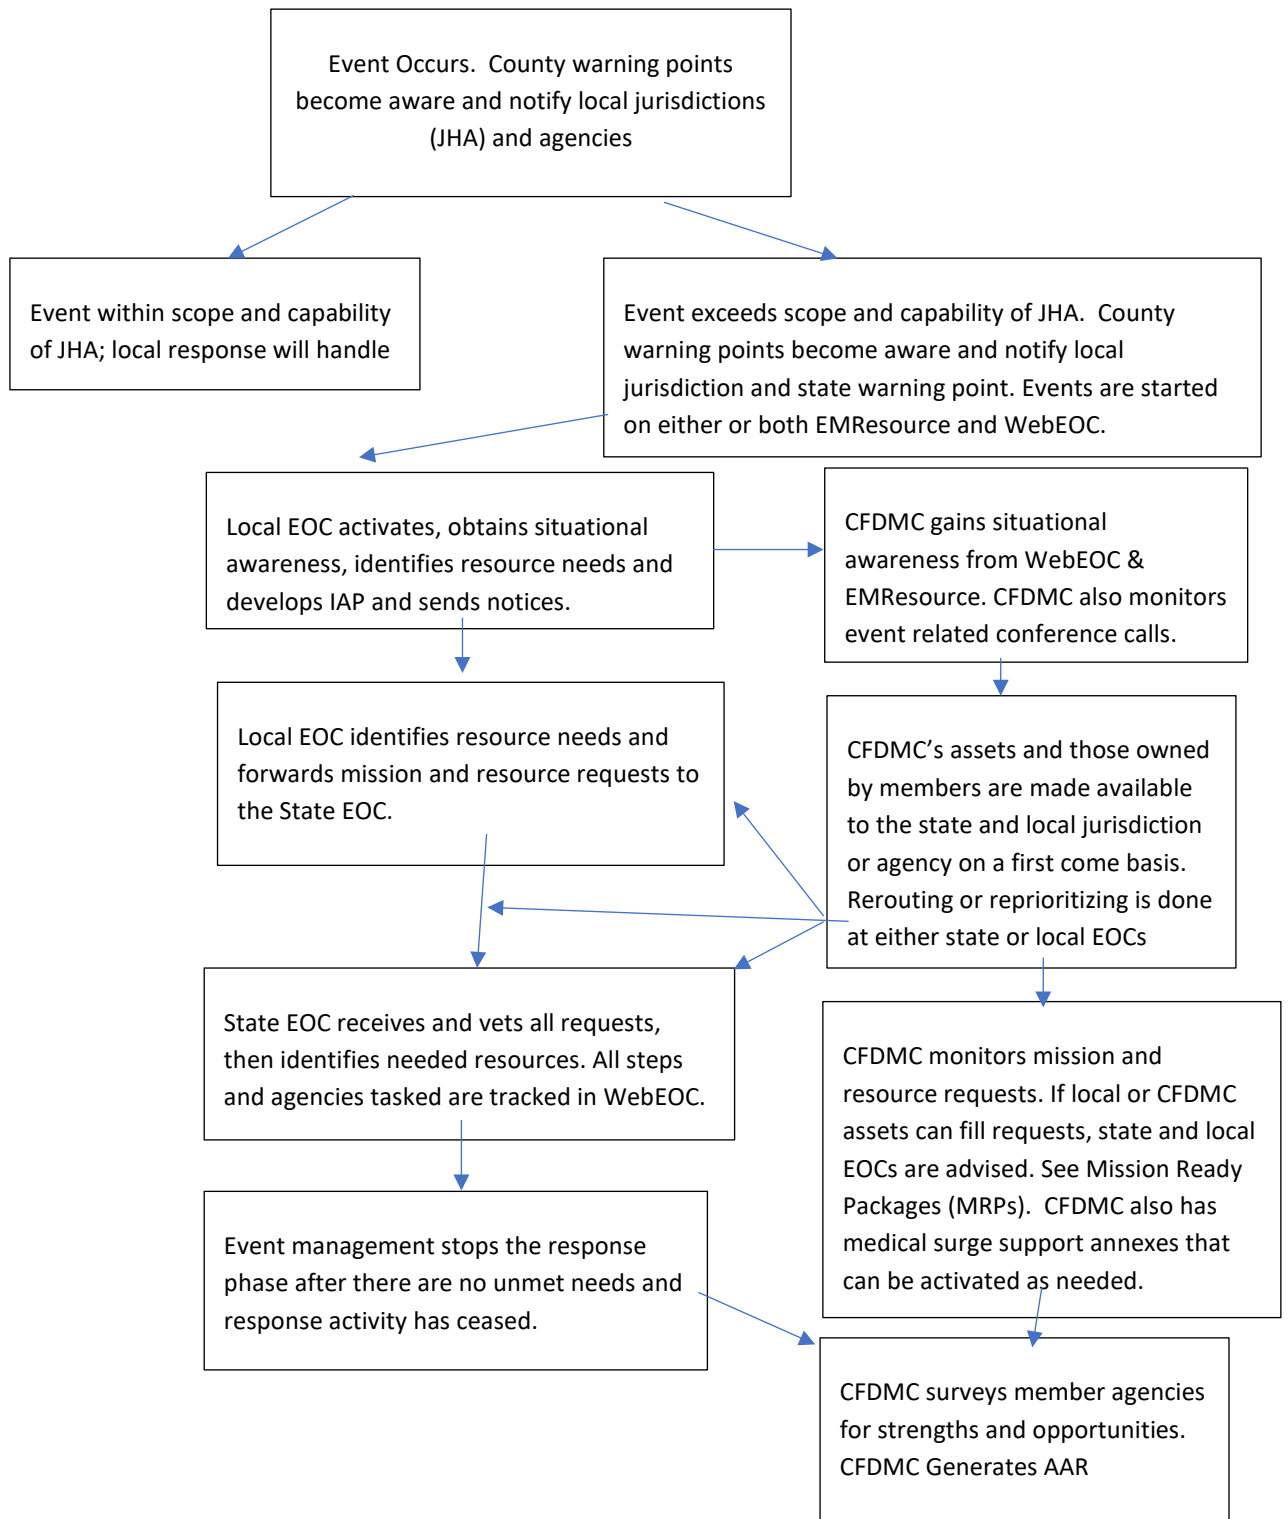 Event Occurs.  County warning points
become aware and notify local jurisdictions
(JHA) and agencies
Event within scope and capability
of JHA; local response will handle
Event exceeds scope and capability of JHA.  County
warning points become aware and notify local
jurisdiction and state warning point. Events are started
on either or both EMResource and WebEOC.
Local EOC activates, obtains situational
awareness, identifies resource needs and
develops IAP and sends notices.
CFDMC gains situational
awareness from WebEOC &
EMResource. CFDMC also monitors
event related conference calls.
Local EOC identifies resource needs and
forwards mission and resource requests to
the State EOC.
CFDMC’s assets and those owned
by members are made available
to the state and local jurisdiction
or agency on a first come basis.
Rerouting or reprioritizing is done
at either state or local EOCs
State EOC receives and vets all requests,
then identifies needed resources. All steps
and agencies tasked are tracked in WebEOC.
CFDMC monitors mission and
resource requests. If local or CFDMC
assets can fill requests, state and local
EOCs are advised. See Mission Ready
Packages (MRPs).  CFDMC also has
medical surge support annexes that
can be activated as needed.
Event management stops the response
phase after there are no unmet needs and
response activity has ceased.
CFDMC surveys member agencies
for strengths and opportunities.
CFDMC Generates AAR